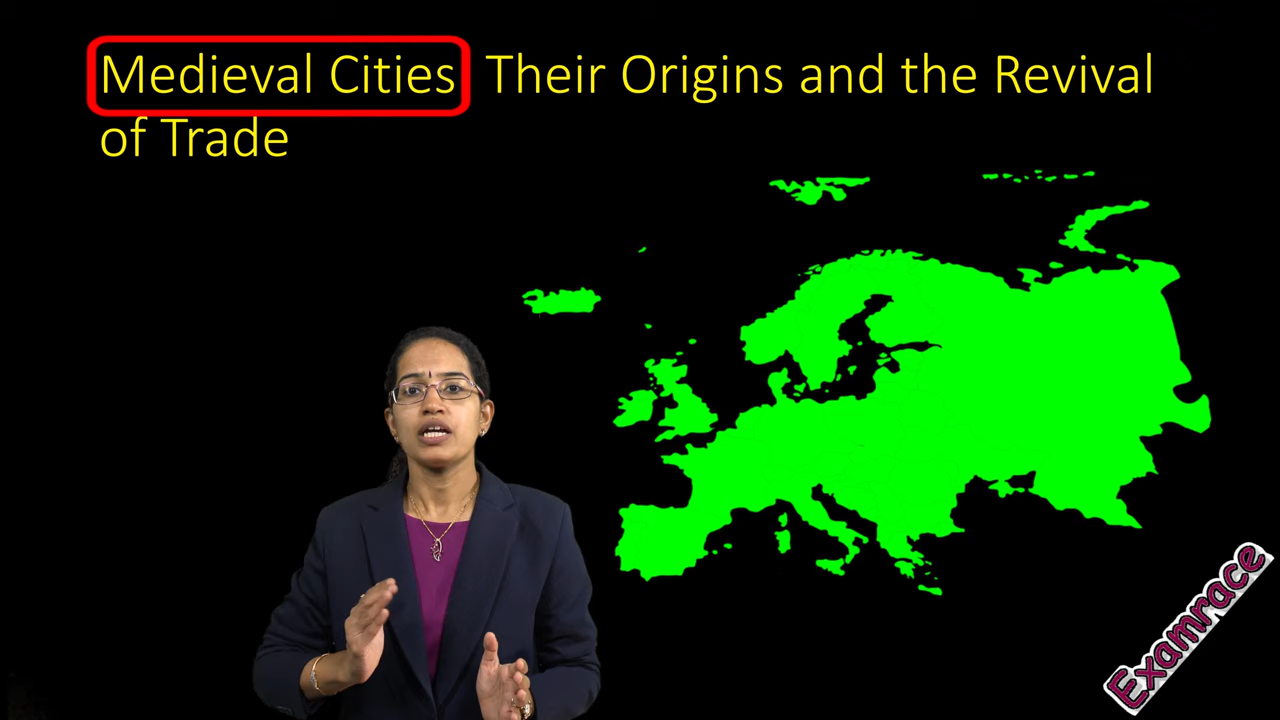 Medieval Cities Their Origins and the Revival
of Trade
Examrace